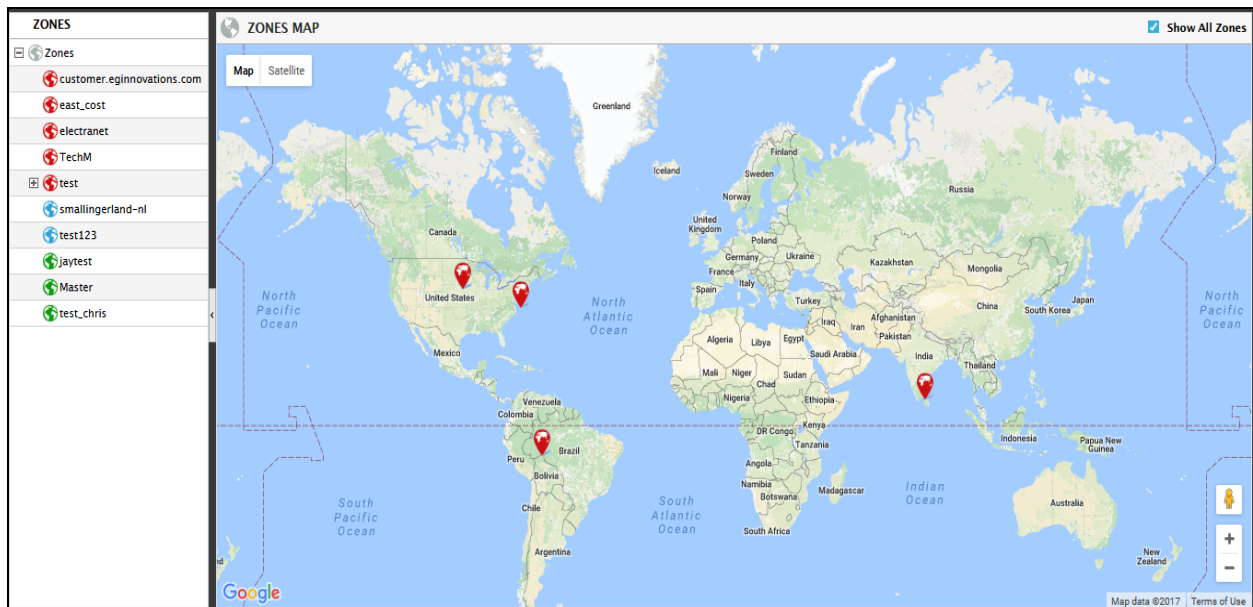 ZONES
Zones
customer.eginnovations.com
east_cost
electranet
TechM
test
smallingerland-nl
test123
jaytest
Master
test_chris
ZONES MAP
Show All Zones
Map Satellite
Greenland
Iceland
Finland
Sweden
Norway
Russia
United
Kingdom
Canada
Poland
Germany
Ukraine
Kazakhstan
Mongolia
France
Italy
Spain
United States
North
Pacific
Ocean
North
Atlantic
Ocean
Turkey
China
Japan
South Korea
North
Pacific
Ocean
Iraq
Iran
Afghanistan
Pakistan
Algeria
Libya
Egypt
Saudi Arabia
India
Mexico
Mali
Niger
Sudan
Chad
Thailand
Nigeria
Ethiopia
Venezuela
Colombia
DR Congo
Kenya
Tanzania
Indonesia
Papua New
Guinea
Peru
Brazil
Bolivia
Angola
Namibia
Botswana
Madagascar
Indian
Ocean
South
Pacific
Ocean
Chile
South
Atlantic
Ocean
Australia
South Africa
Argentina
New
Zealand
Google
Map data ©2017 Terms of Use